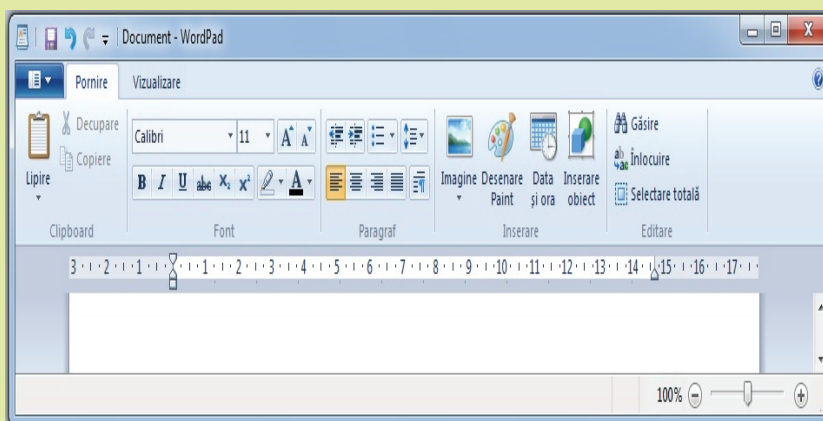 Document - WordPad
Pornire Vizualizare
Lipire
Decupare
Copiere
Clipboard
Calibri 11 A A
B I U abc X₂ X² A
Font
Paragraf
Imagine
Desenare
Paint
Data
și ora
Inserare
obiect
Inserare
Găsire
Înlocuire
Selectare totală
Editare
3 2 1 1 2 3 4 5 6 7 8 9 10 11 12 13 14 15 16 17
100%